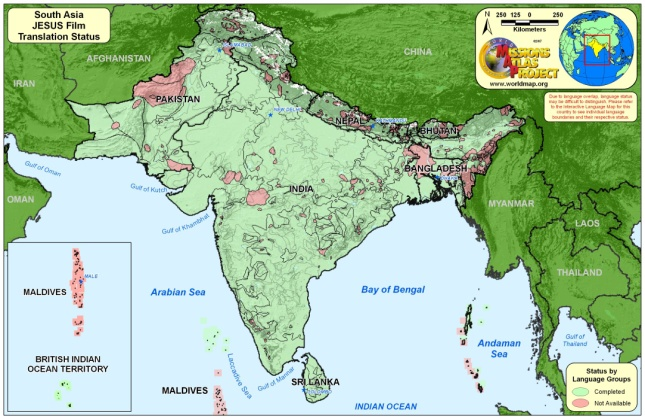 South Asia
JESUS Film
Translation Status
250 125 0 250
Kilometers
N
MISSIONS
ATLAS
PROJECT
www.worldmap.org
Due to language overlap, language status
may be difficult to distinguish. Please refer
to the Interactive Language Map for this
country to see individual language
boundaries and their respective status.
AFGHANISTAN
CHINA
IRAN
PAKISTAN
ISLAMABAD
NEW DELHI
NEPAL
KATHMANDU
BHUTAN
BANGLADESH
INDIA
OMAN
Gulf of Oman
Gulf of Kutch
Gulf of Khambhat
MYANMAR
LAOS
THAILAND
Arabian Sea
Bay of Bengal
Andaman
Sea
Gulf of
Thailand
Laccadive Sea
Gulf of Mannar
SRI LANKA
MALDIVES
INDIAN OCEAN
MALDIVES
MALE
BRITISH INDIAN
OCEAN TERRITORY
Status by
Language Groups
Completed
Not Available